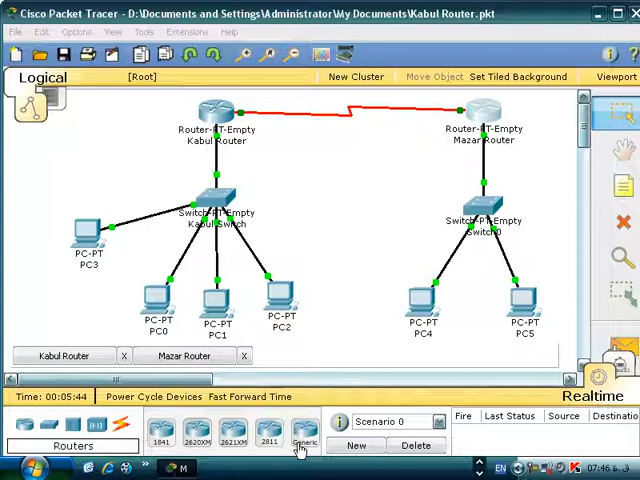 Cisco Packet Tracer - D:\Documents and Settings\Administrator\My Documents\Kabul Router.pkt
File Edit Options View Tools Extensions Help
Logical [Root] New Cluster Move Object Set Tiled Background Viewport
Router-PT-Empty
Kabul Router
Router-PT-Empty
Mazar Router
Switch-PT-Empty
Kabul Switch
Switch-PT-Empty
Switch0
PC-PT
PC3
PC-PT
PC0
PC-PT
PC1
PC-PT
PC2
PC-PT
PC4
PC-PT
PC5
Kabul Router X Mazar Router X
Time: 00:05:44 Power Cycle Devices Fast Forward Time Realtime
1841 2620XM 2621XM 2811 Generic
Routers
Scenario 0
New Delete
Fire Last Status Source Destinatio
M
EN 07:46 ق.ظ